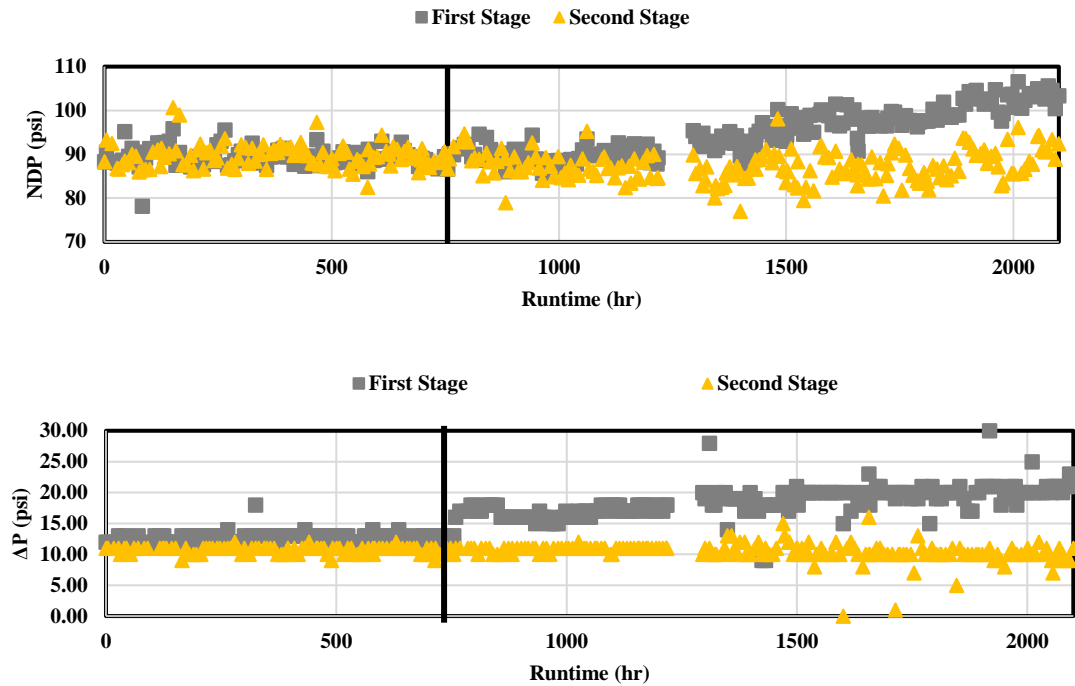 First Stage Second Stage
110
100
90
80
70
NDP (psi)
0 500 1000 1500 2000
Runtime (hr)
First Stage Second Stage
30.00
25.00
20.00
15.00
10.00
5.00
0.00
ΔP (psi)
0 500 1000 1500 2000
Runtime (hr)